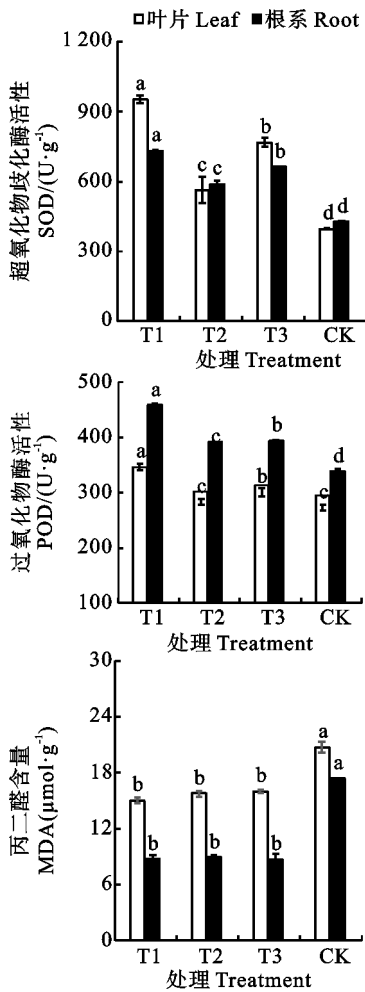 叶片 Leaf 根系 Root
超氧化物歧化酶活性
SOD/(U·g⁻¹)
1 200
900
600
300
0
a a c c b b d d
T1 T2 T3 CK
处理 Treatment
过氧化物酶活性
POD/(U·g⁻¹)
500
400
300
200
100
a a c c b b c d
T1 T2 T3 CK
处理 Treatment
丙二醛含量
MDA(μmol·g⁻¹)
30
24
18
12
6
0
b b b b b b a a
T1 T2 T3 CK
处理 Treatment